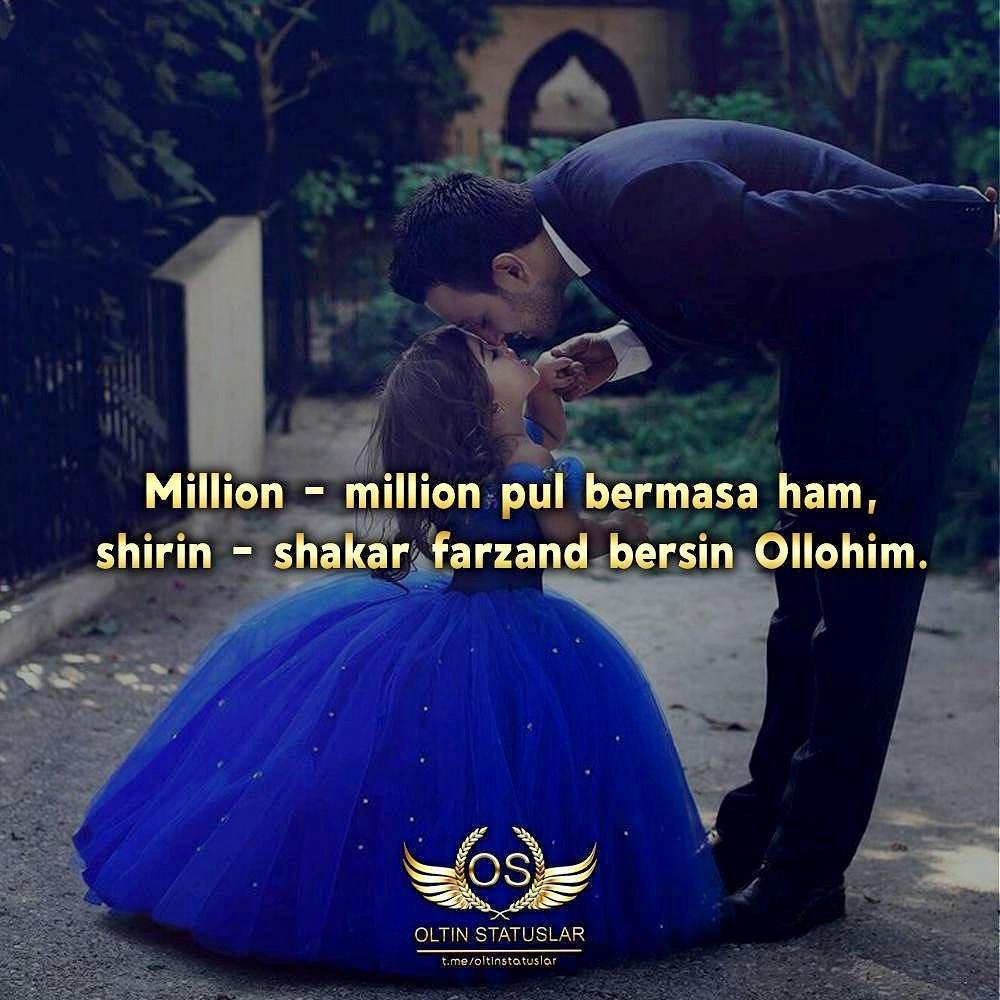 Million - million pul bermasa ham,
shirin - shakar farzand bersin Ollohim.
OS
OLTIN STATUSLAR
t.me/oltinstatuslar